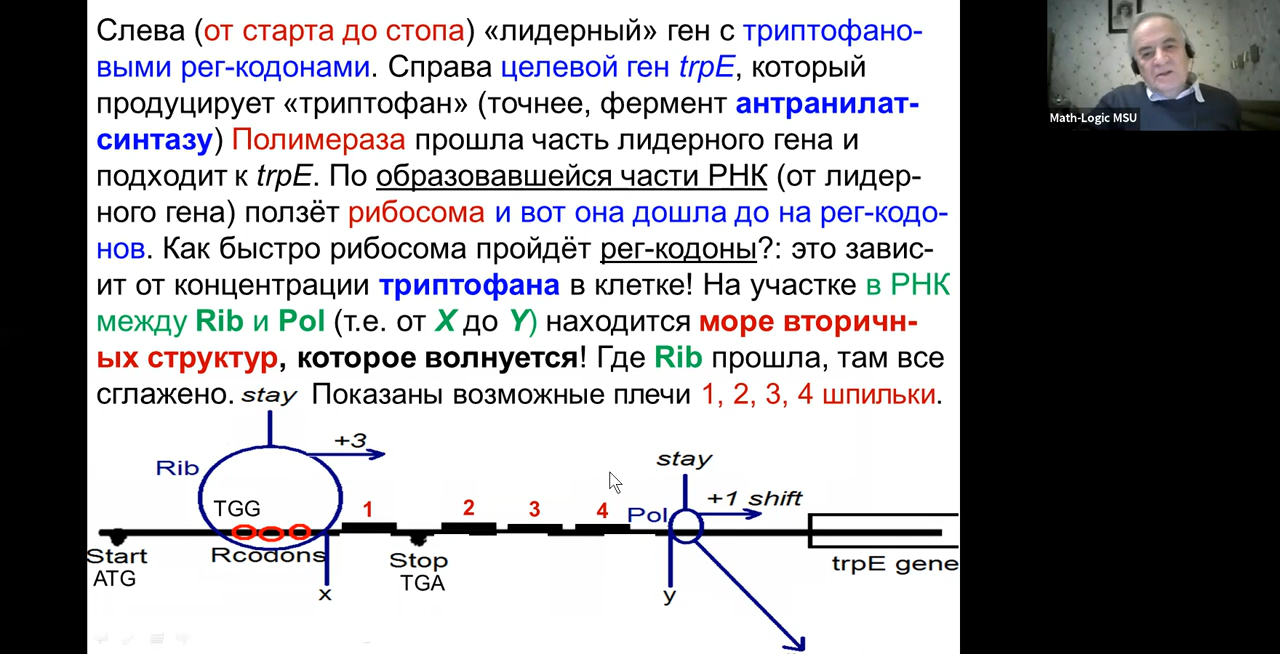 Слева (от старта до стопа) «лидерный» ген с триптофано-
выми рег-кодонами. Справа целевой ген trpE, который
продуцирует «триптофан» (точнее, фермент антранилат-
синтазу) Полимераза прошла часть лидерного гена и
подходит к trpE. По образовавшейся части РНК (от лидер-
ного гена) ползёт рибосома и вот она дошла до на рег-кодо-
нов. Как быстро рибосома пройдёт рег-кодоны?: это завис-
ит от концентрации триптофана в клетке! На участке в РНК
между Rib и Pol (т.е. от X до Y) находится море вторичн-
ых структур, которое волнуется! Где Rib прошла, там все
сглажено. Показаны возможные плечи 1, 2, 3, 4 шпильки.
stay
+3
Rib
TGG
Rcodons
Start
ATG
x
1
Stop
TGA
2
3
4
stay
Pol
+1 shift
y
trpE gene
Math-Logic MSU